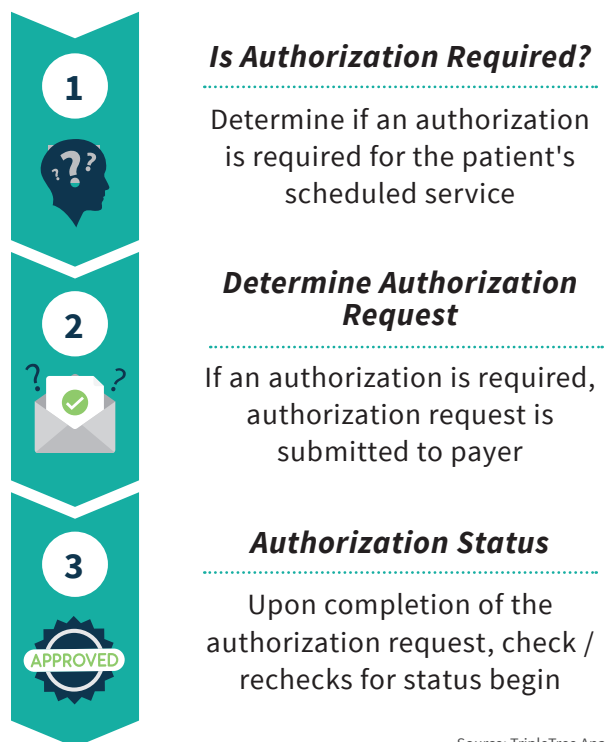 1
Is Authorization Required?
Determine if an authorization
is required for the patient's
scheduled service
? ? ?
2
Determine Authorization
Request
? ?
If an authorization is required,
authorization request is
submitted to payer
3
Authorization Status
APPROVED
Upon completion of the
authorization request, check /
rechecks for status begin